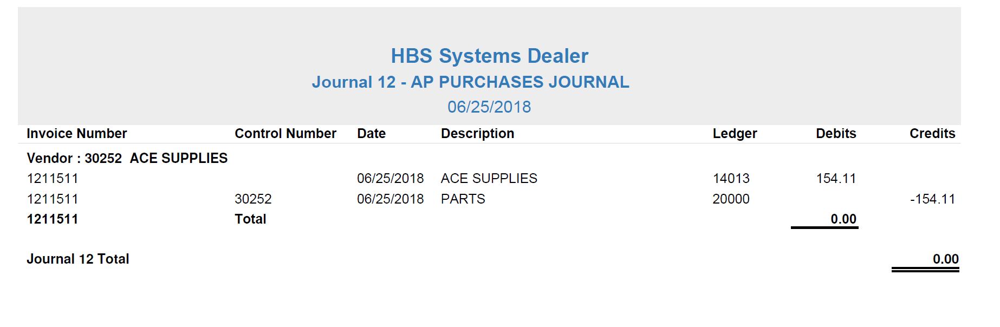 HBS Systems Dealer
Journal 12 - AP PURCHASES JOURNAL
06/25/2018
Invoice Number Control Number Date Description Ledger Debits Credits
Vendor : 30252 ACE SUPPLIES
1211511 06/25/2018 ACE SUPPLIES 14013 154.11
1211511 30252 06/25/2018 PARTS 20000 -154.11
1211511 Total 0.00
Journal 12 Total 0.00